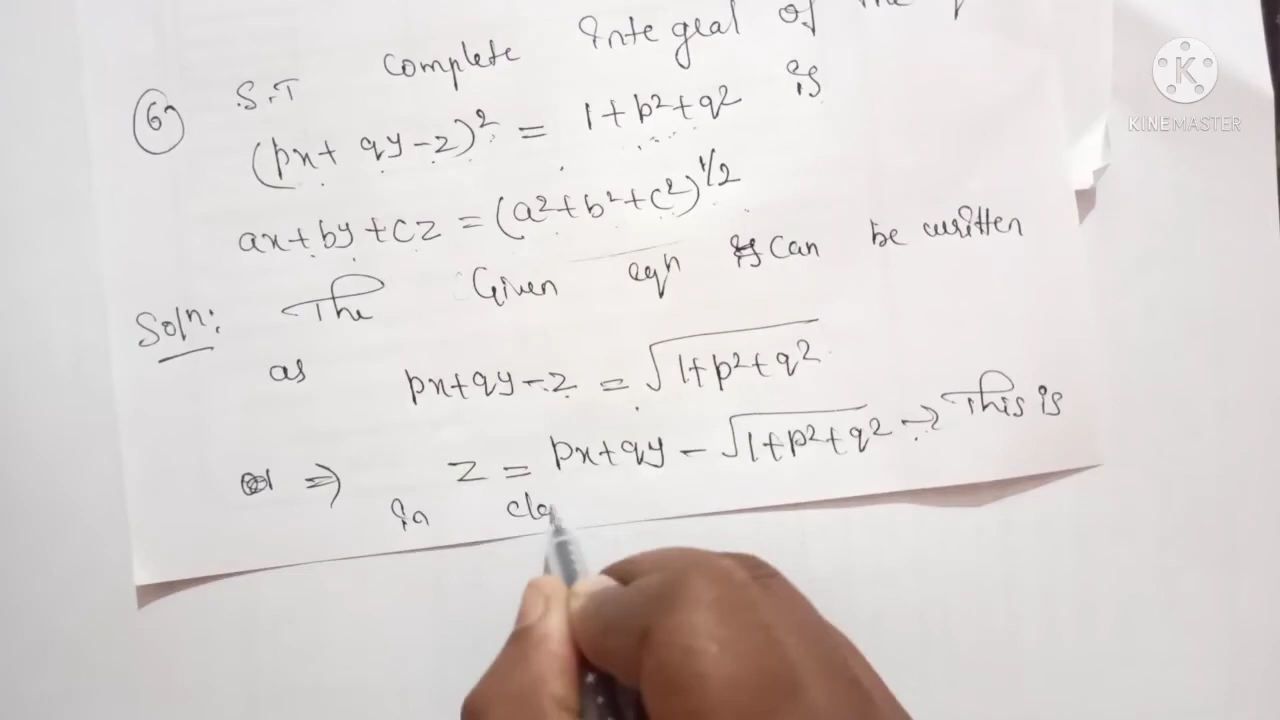 ⑥ S.T complete Integral of the
(px + qy - z)² = 1 + p² + q² is
ax + by + cz = (a² + b² + c²)^1/2
Soln: The Given eqn can be written
as px + qy - z = √1 + p² + q²
⇒ z = px + qy - √1 + p² + q² → This is
In cla
K
KINEMASTER